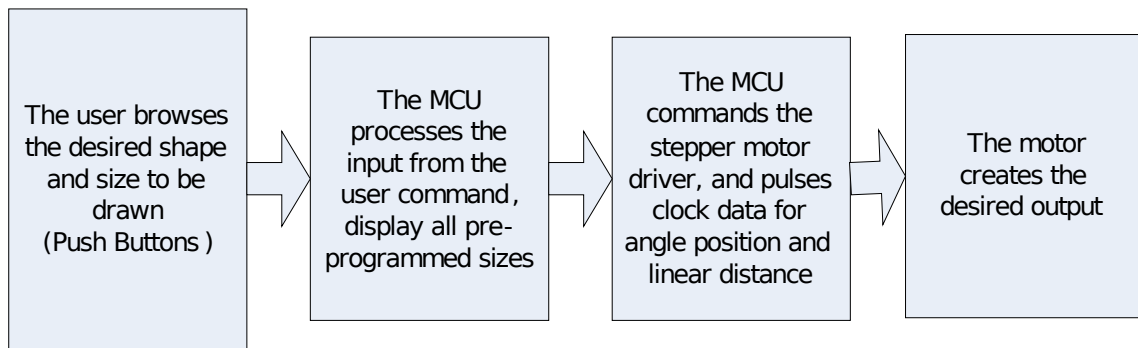 The user browses
the desired shape
and size to be
drawn
(Push Buttons )
The MCU
processes the
input from the
user command ,
display all pre-
programmed sizes
The MCU
commands the
stepper motor
driver, and pulses
clock data for
angle position and
linear distance
The motor
creates the
desired output